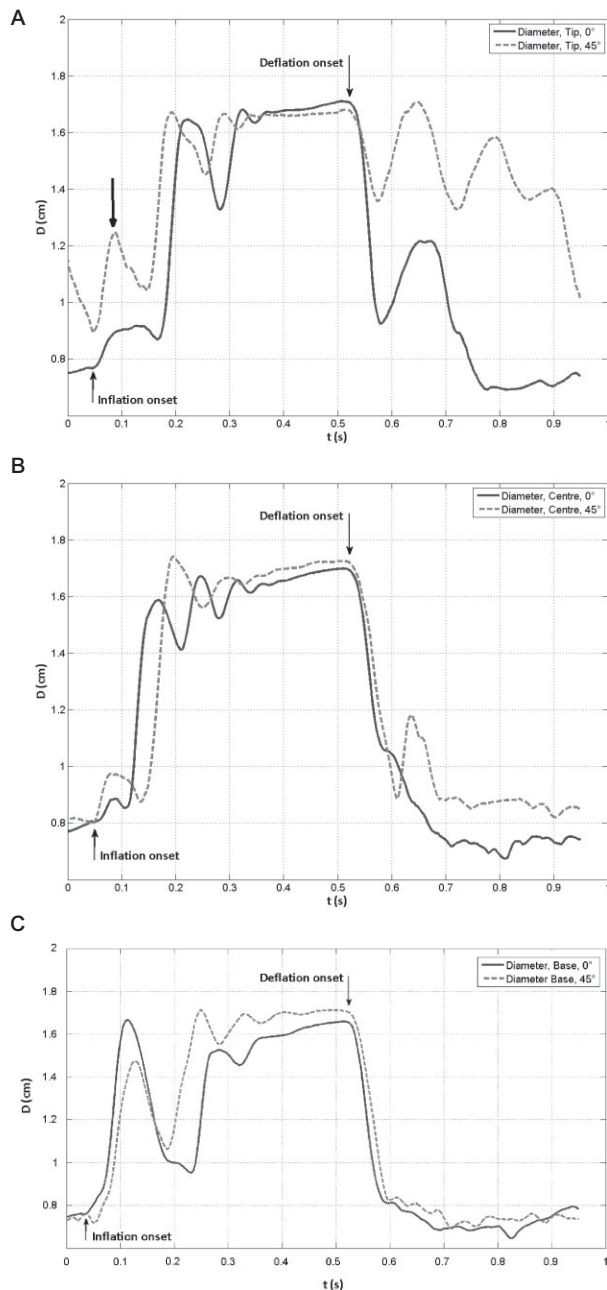 A
Diameter, Tip, 0°
Diameter, Tip, 45°
Deflation onset
2
1.8
1.6
1.4
1.2
1
0.8
0.6
D (cm)
Inflation onset
0 0.1 0.2 0.3 0.4 0.5 0.6 0.7 0.8 0.9 1
t (s)
B
Diameter, Centre, 0°
Diameter, Centre, 45°
Deflation onset
2
1.8
1.6
1.4
1.2
1
0.8
0.6
D (cm)
Inflation onset
0 0.1 0.2 0.3 0.4 0.5 0.6 0.7 0.8 0.9 1
t (s)
C
Diameter, Base, 0°
Diameter Base, 45°
Deflation onset
2
1.8
1.6
1.4
1.2
1
0.8
D (cm)
Inflation onset
0 0.1 0.2 0.3 0.4 0.5 0.6 0.7 0.8 0.9 1
t (s)